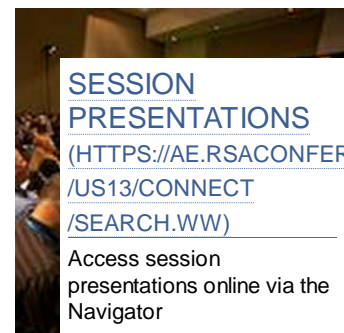 SESSION
PRESENTATIONS
(HTTPS://AE.RSACONFER
/US13/CONNECT
/SEARCH.WW)
Access session
presentations online via the
Navigator